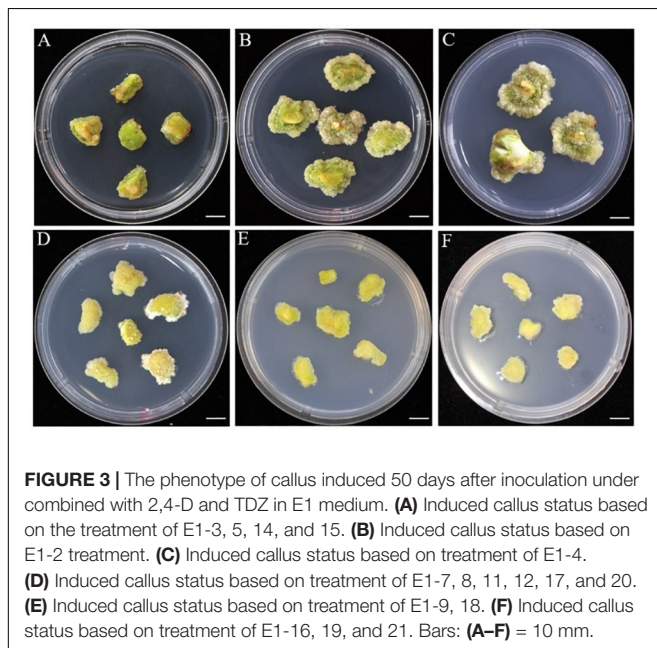 A
B
C
D
E
F
FIGURE 3 | The phenotype of callus induced 50 days after inoculation under
combined with 2,4-D and TDZ in E1 medium. (A) Induced callus status based
on the treatment of E1-3, 5, 14, and 15. (B) Induced callus status based on
E1-2 treatment. (C) Induced callus status based on treatment of E1-4.
(D) Induced callus status based on treatment of E1-7, 8, 11, 12, 17, and 20.
(E) Induced callus status based on treatment of E1-9, 18. (F) Induced callus
status based on treatment of E1-16, 19, and 21. Bars: (A–F) = 10 mm.